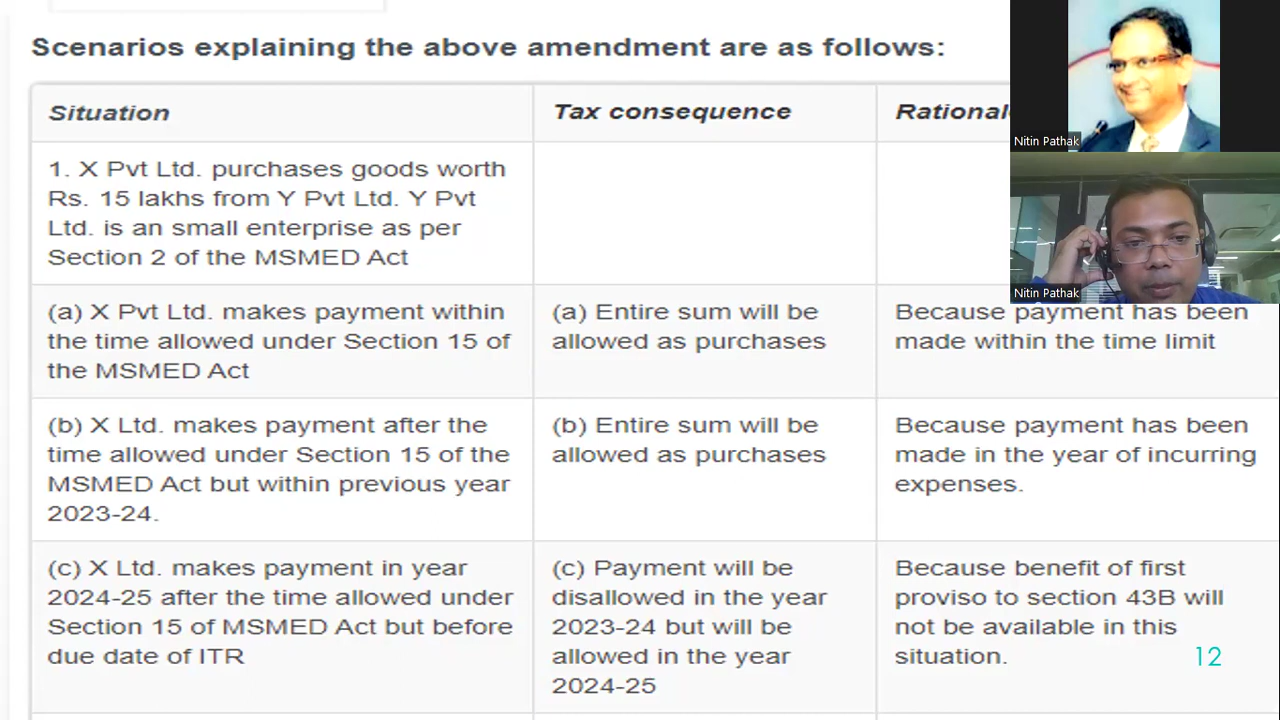 Scenarios explaining the above amendment are as follows:
Situation
Tax consequence
Rational
1. X Pvt Ltd. purchases goods worth
Rs. 15 lakhs from Y Pvt Ltd. Y Pvt
Ltd. is an small enterprise as per
Section 2 of the MSMED Act
(a) X Pvt Ltd. makes payment within
the time allowed under Section 15 of
the MSMED Act
(a) Entire sum will be
allowed as purchases
Because payment has been
made within the time limit
(b) X Ltd. makes payment after the
time allowed under Section 15 of the
MSMED Act but within previous year
2023-24.
(b) Entire sum will be
allowed as purchases
Because payment has been
made in the year of incurring
expenses.
(c) X Ltd. makes payment in year
2024-25 after the time allowed under
Section 15 of MSMED Act but before
due date of ITR
(c) Payment will be
disallowed in the year
2023-24 but will be
allowed in the year
2024-25
Because benefit of first
proviso to section 43B will
not be available in this
situation.
12
Nitin Pathak
Nitin Pathak